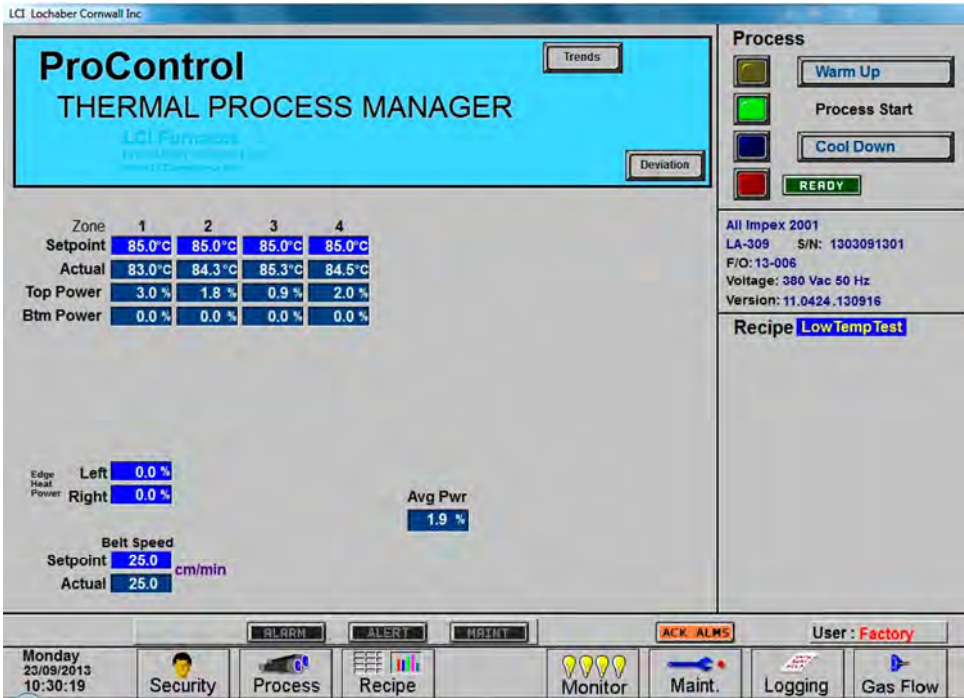 LCI Lochaber Cornwall Inc
ProControl
THERMAL PROCESS MANAGER
LCI Furnaces
Trends
Deviation
Process
Warm Up
Process Start
Cool Down
READY
All Impex 2001
LA-309 S/N: 1303091301
F/O: 13-006
Voltage: 380 Vac 50 Hz
Version: 11.0424.130916
Recipe LowTempTest
Zone 1 2 3 4
Setpoint 85.0°C 85.0°C 85.0°C 85.0°C
Actual 83.0°C 84.3°C 85.3°C 84.5°C
Top Power 3.0 % 1.8 % 0.9 % 2.0 %
Btm Power 0.0 % 0.0 % 0.0 % 0.0 %
Edge Heat Power
Left 0.0 %
Right 0.0 %
Avg Pwr
1.9 %
Belt Speed
Setpoint 25.0 cm/min
Actual 25.0
ALARM ALERT MAINT ACK ALMS User : Factory
Monday
23/09/2013
10:30:19
Security Process Recipe Monitor Maint. Logging Gas Flow